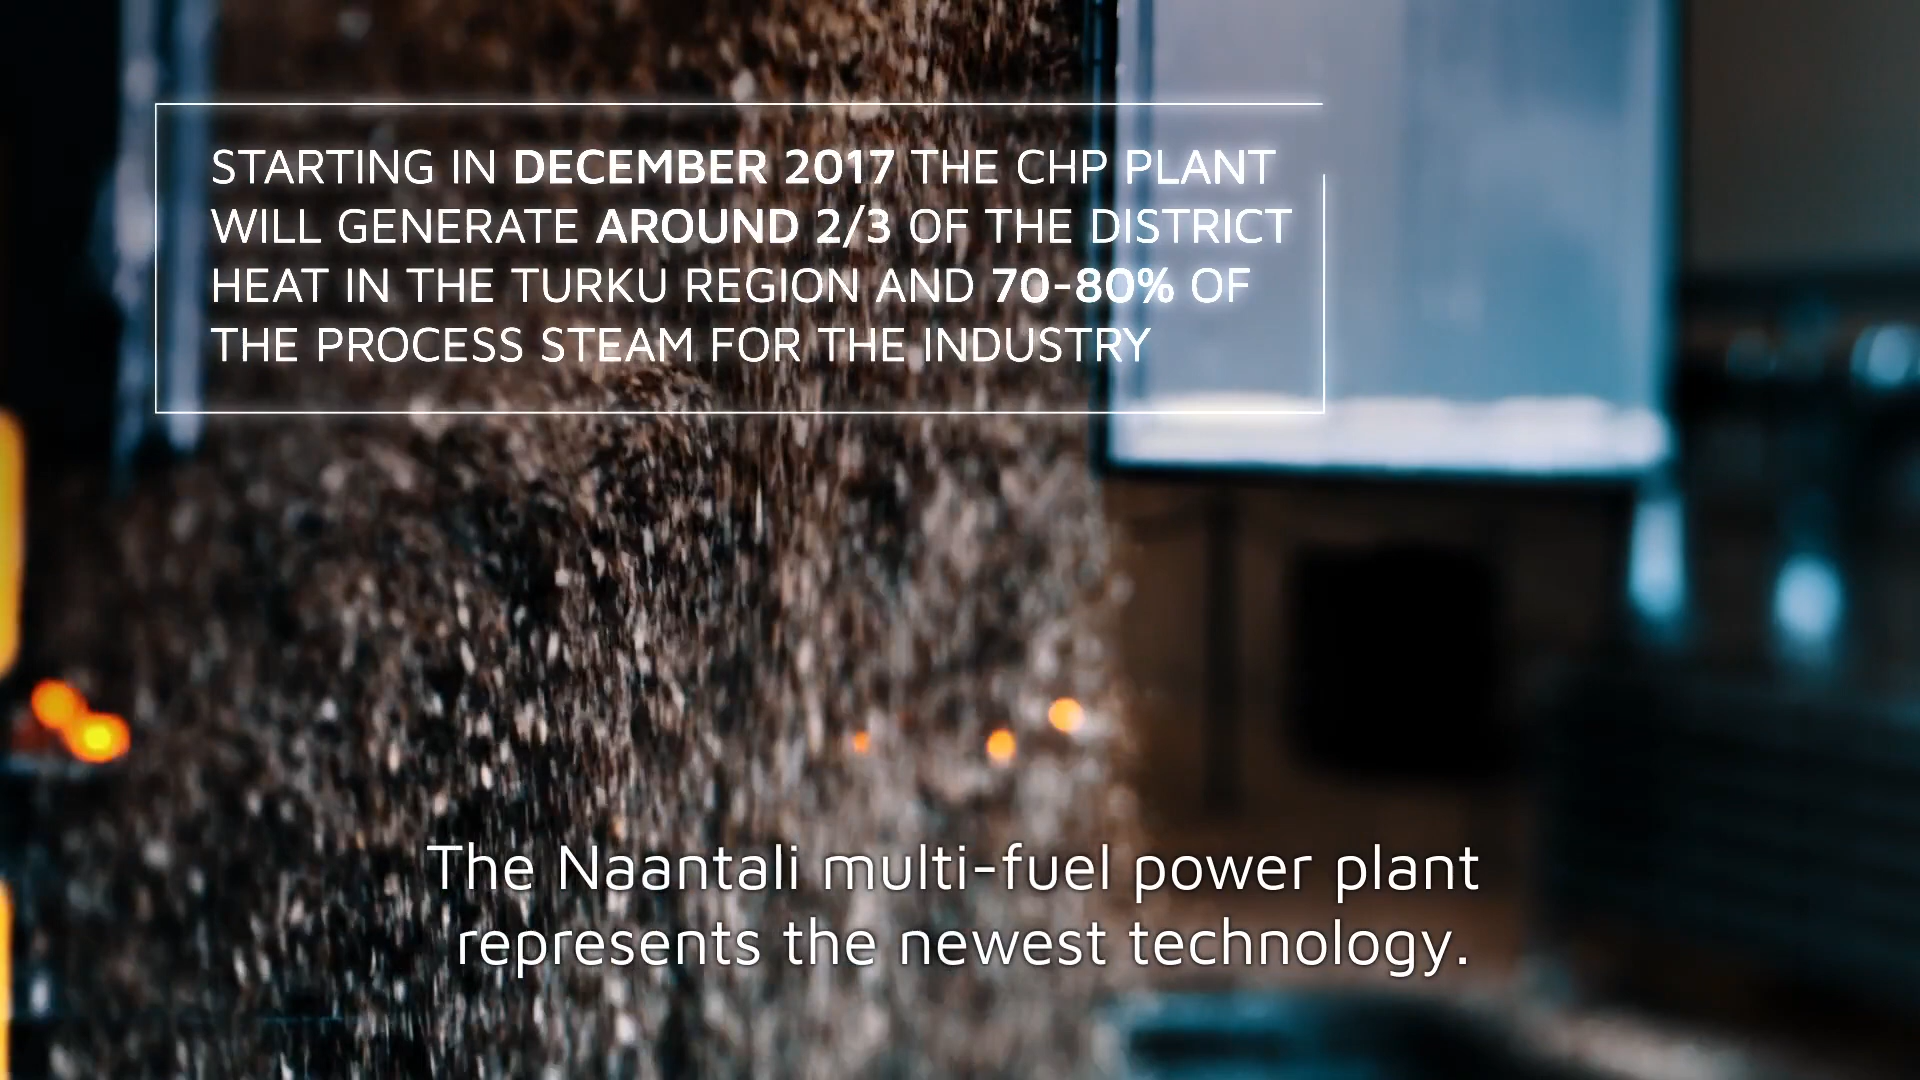 STARTING IN DECEMBER 2017 THE CHP PLANT
WILL GENERATE AROUND 2/3 OF THE DISTRICT
HEAT IN THE TURKU REGION AND 70-80% OF
THE PROCESS STEAM FOR THE INDUSTRY
The Naantali multi-fuel power plant
represents the newest technology.